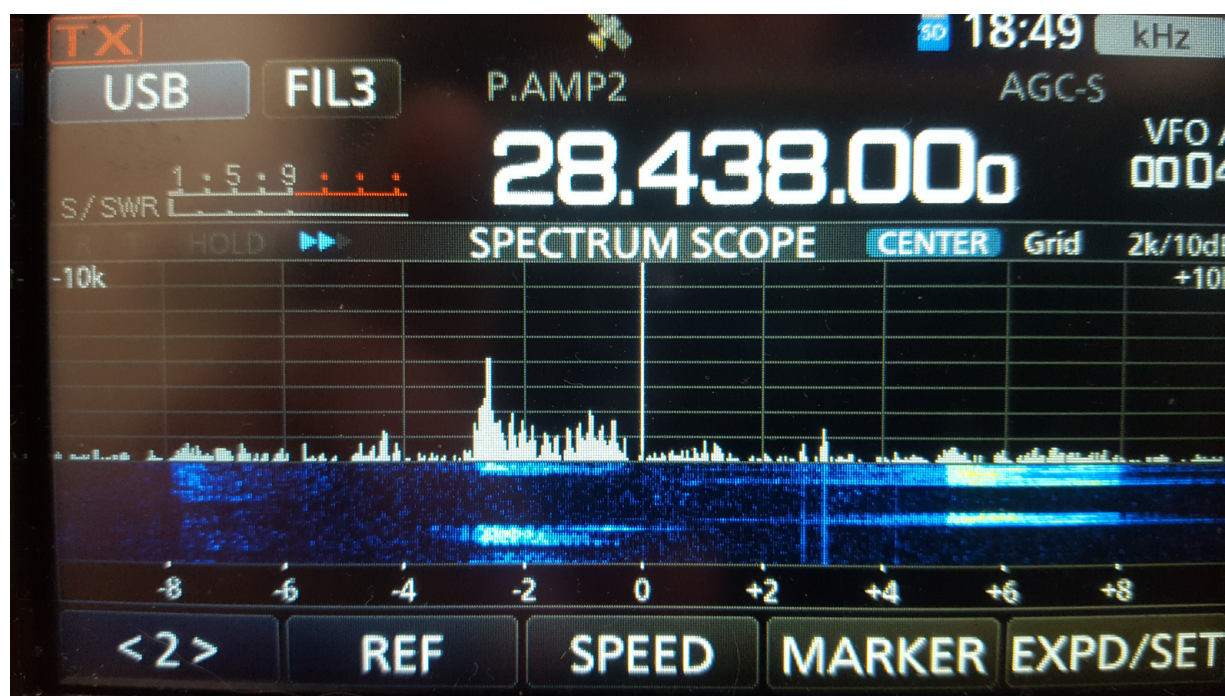 TX SD 18:49 kHz
USB FIL3 P.AMP2 AGC-S
28.438.000 VFO
1 5 9
S/SWR
HOLD SPECTRUM SCOPE CENTER Grid 2k/10d
-10k +10
-8 -6 -4 -2 0 +2 +4 +6 +8
<2> REF SPEED MARKER EXPD/SET